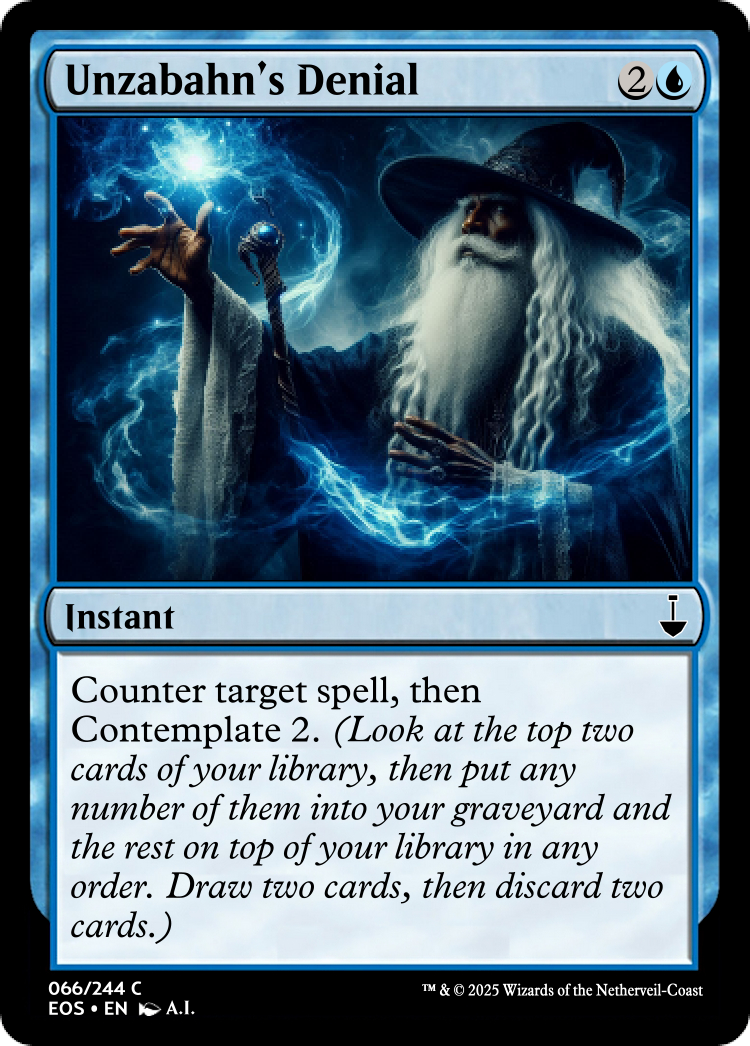 Unzabahn's Denial 2
Instant
Counter target spell, then
Contemplate 2. (Look at the top two
cards of your library, then put any
number of them into your graveyard and
the rest on top of your library in any
order. Draw two cards, then discard two
cards.)
066/244 C
EOS • EN A.I.
™ & © 2025 Wizards of the Netherveil-Coast